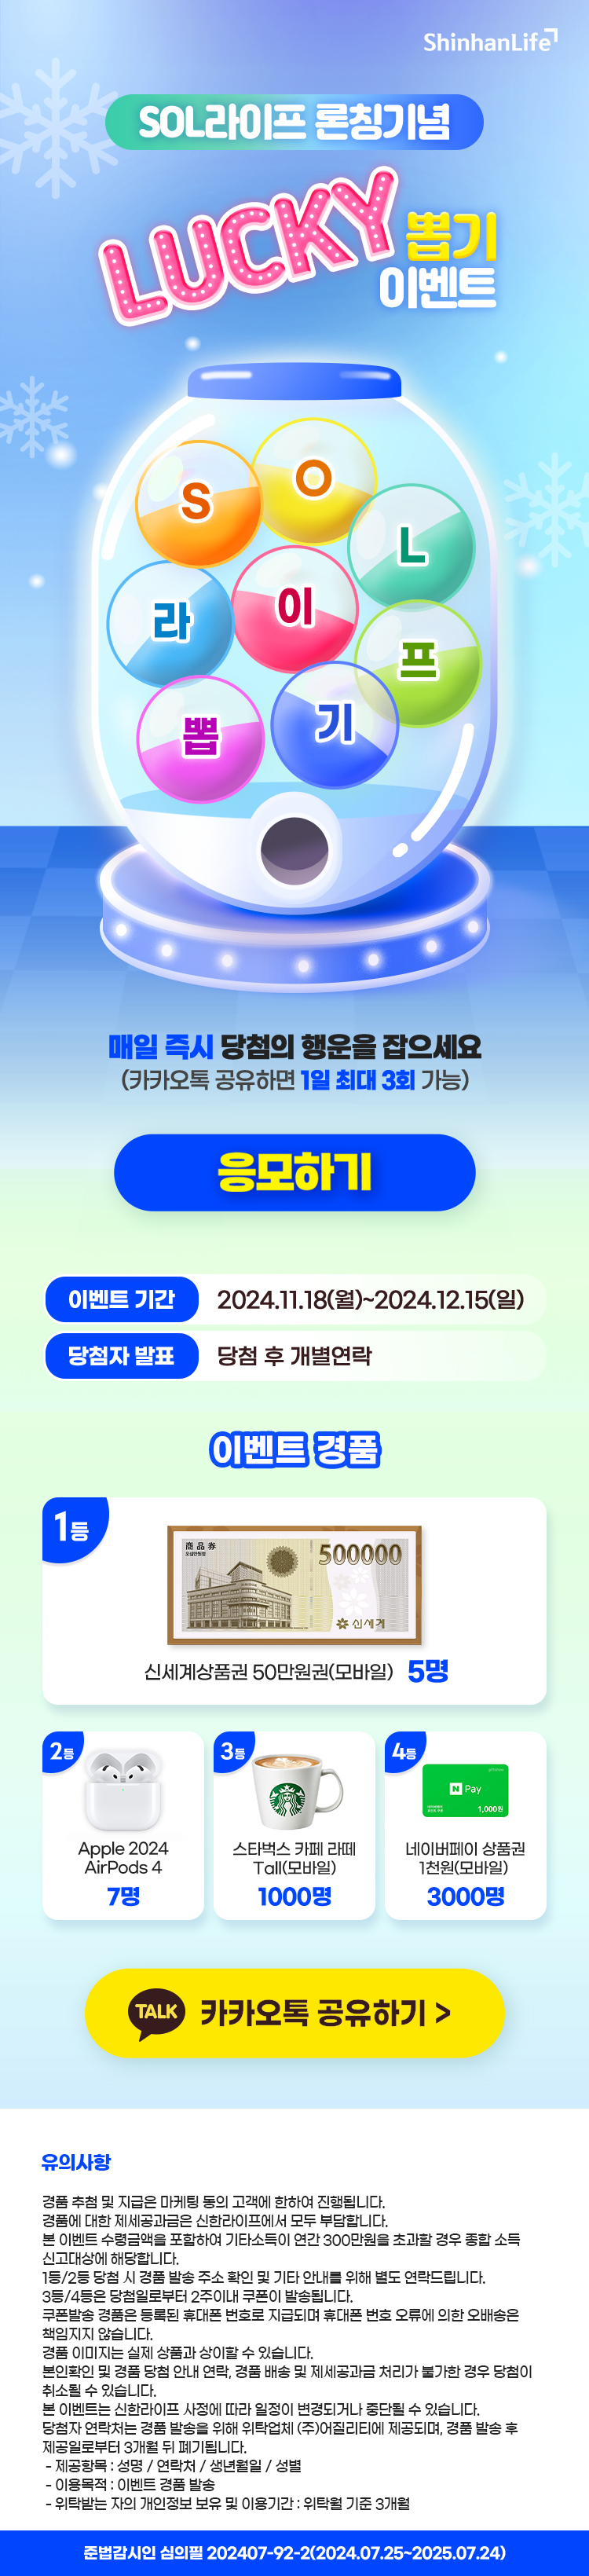 ShinhanLife
SOL라이프 론칭기념
LUCKY 뽑기
이벤트
S
O
L
라
이
프
뽑
기
매일 즉시 당첨의 행운을 잡으세요
(카카오톡 공유하면 1일 최대 3회 가능)
응모하기
이벤트 기간 2024.11.18(월)~2024.12.15(일)
당첨자 발표 당첨 후 개별연락
이벤트 경품
1등
商品券
500000
신세계
신세계상품권 50만원권(모바일) 5명
2등
Apple 2024
AirPods 4
7명
3등
스타벅스 카페 라떼
Tall(모바일)
1000명
4등
N Pay
1,000원
네이버페이 상품권
1천원(모바일)
3000명
TALK 카카오톡 공유하기 >
유의사항
경품 추첨 및 지급은 마케팅 동의 고객에 한하여 진행됩니다.
경품에 대한 제세공과금은 신한라이프에서 모두 부담합니다.
본 이벤트 수령금액을 포함하여 기타소득이 연간 300만원을 초과할 경우 종합 소득
신고대상에 해당합니다.
1등/2등 당첨 시 경품 발송 주소 확인 및 기타 안내를 위해 별도 연락드립니다.
3등/4등은 당첨일로부터 2주이내 쿠폰이 발송됩니다.
쿠폰발송 경품은 등록된 휴대폰 번호로 지급되며 휴대폰 번호 오류에 의한 오배송은
책임지지 않습니다.
경품 이미지는 실제 상품과 상이할 수 있습니다.
본인확인 및 경품 당첨 안내 연락, 경품 배송 및 제세공과금 처리가 불가한 경우 당첨이
취소될 수 있습니다.
본 이벤트는 신한라이프 사정에 따라 일정이 변경되거나 중단될 수 있습니다.
당첨자 연락처는 경품 발송을 위해 위탁업체 (주)어질리티에 제공되며, 경품 발송 후
제공일로부터 3개월 뒤 폐기됩니다.
- 제공항목 : 성명 / 연락처 / 생년월일 / 성별
- 이용목적 : 이벤트 경품 발송
- 위탁받는 자의 개인정보 보유 및 이용기간 : 위탁월 기준 3개월
준법감시인 심의필 202407-92-2(2024.07.25~2025.07.24)